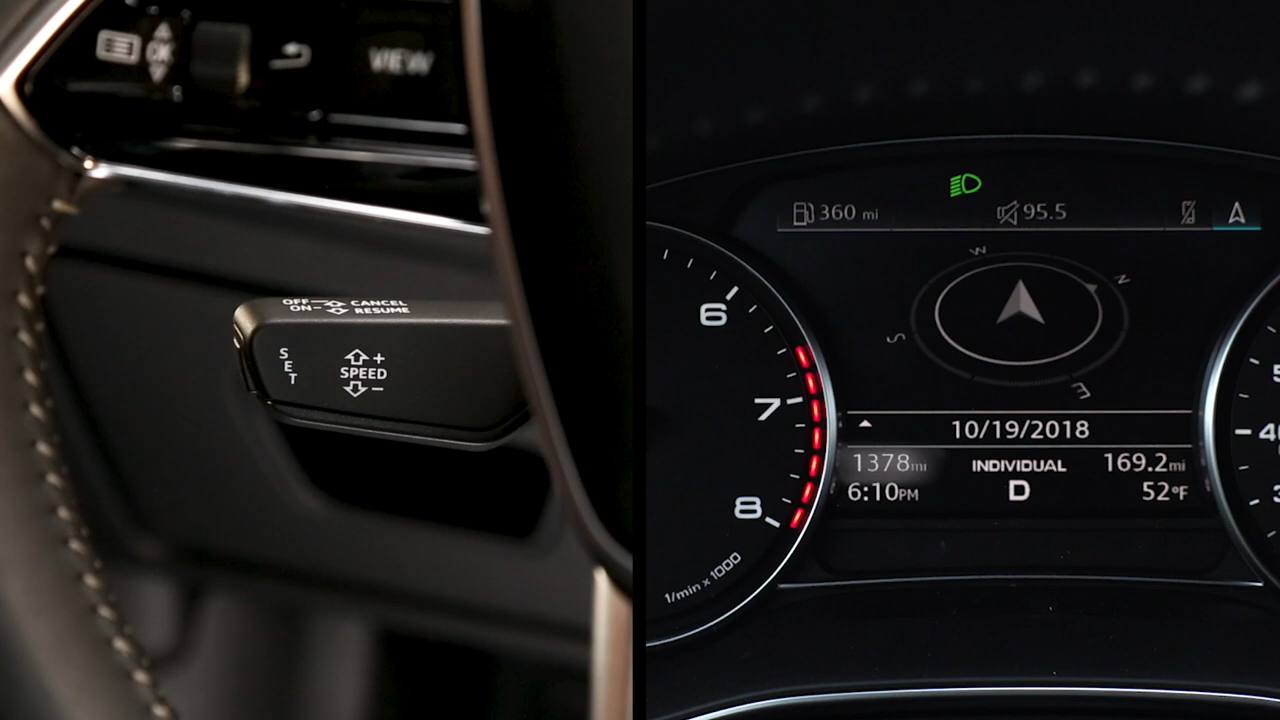 OK VIEW
OFF CANCEL
ON RESUME
SET
+
SPEED
-
360 mi 95.5
W N
S E
6
7
8
1/min x 1000
10/19/2018
1378mi INDIVIDUAL 169.2mi
6:10PM D 52°F